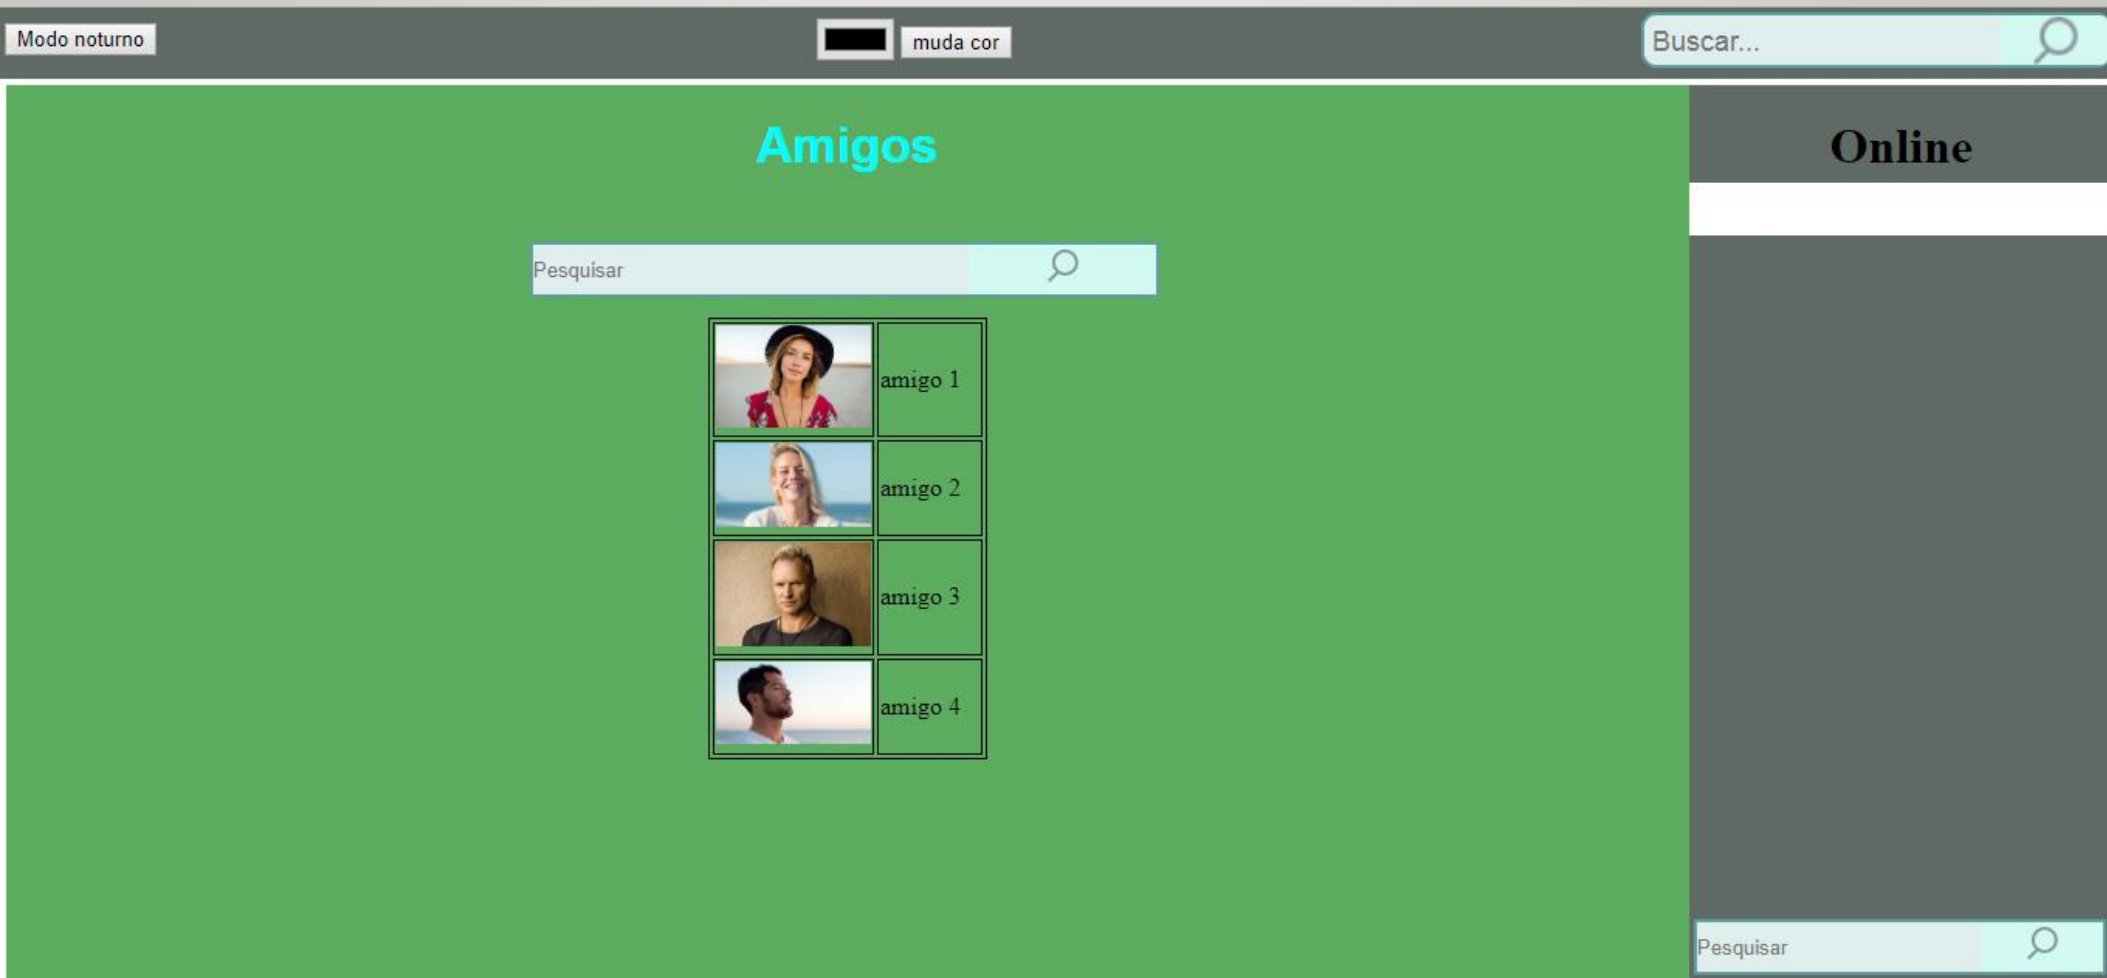 Modo noturno
muda cor
Buscar...
Amigos
Online
Pesquisar
amigo 1
amigo 2
amigo 3
amigo 4
Pesquisar